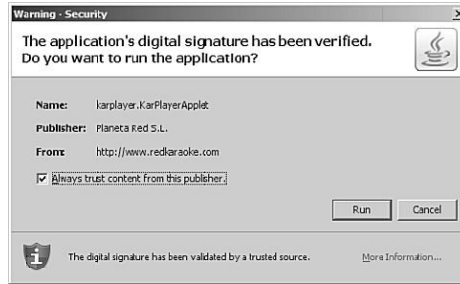 Warning - Security
The application's digital signature has been verified.
Do you want to run the application?
Name: karplayer.KarPlayerApplet
Publisher: Planeta Red S.L.
From: http://www.redkaraoke.com
Always trust content from this publisher.
Run Cancel
The digital signature has been validated by a trusted source. More Information...